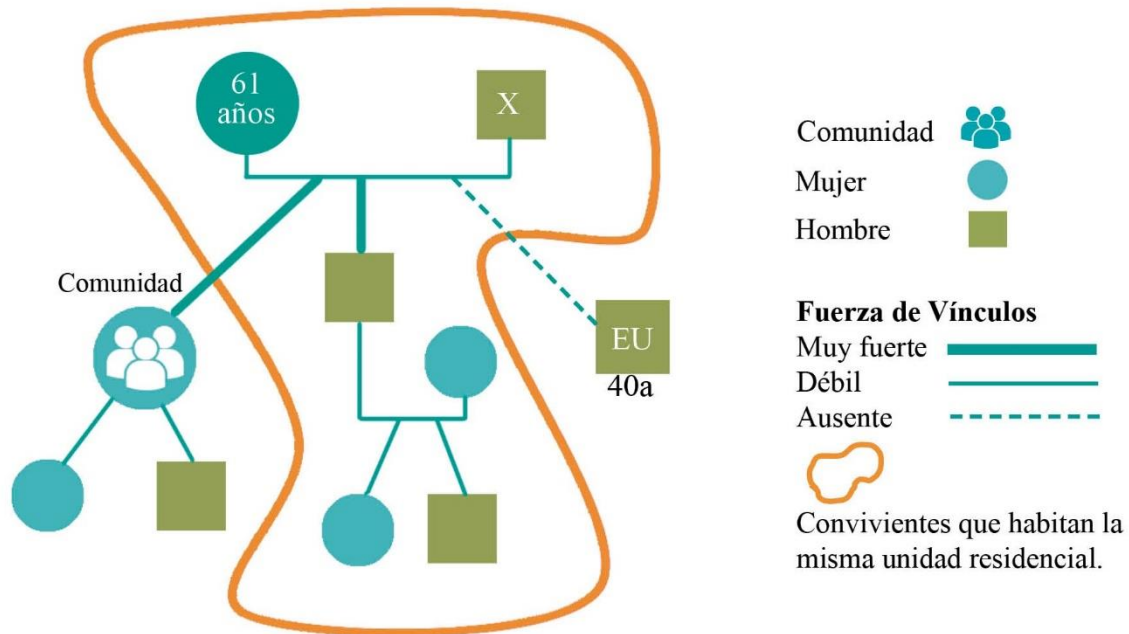 61
años
X
Comunidad
EU
40a
Comunidad
Mujer
Hombre
Fuerza de Vínculos
Muy fuerte
Débil
Ausente
Convivientes que habitan la
misma unidad residencial.